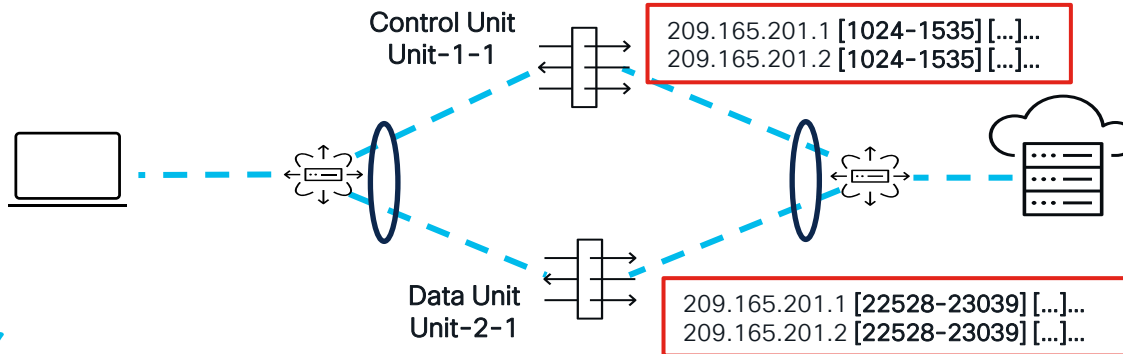 Control Unit
Unit-1-1
209.165.201.1 [1024-1535] [...]...
209.165.201.2 [1024-1535] [...]...
Data Unit
Unit-2-1
209.165.201.1 [22528-23039] [...]...
209.165.201.2 [22528-23039] [...]...